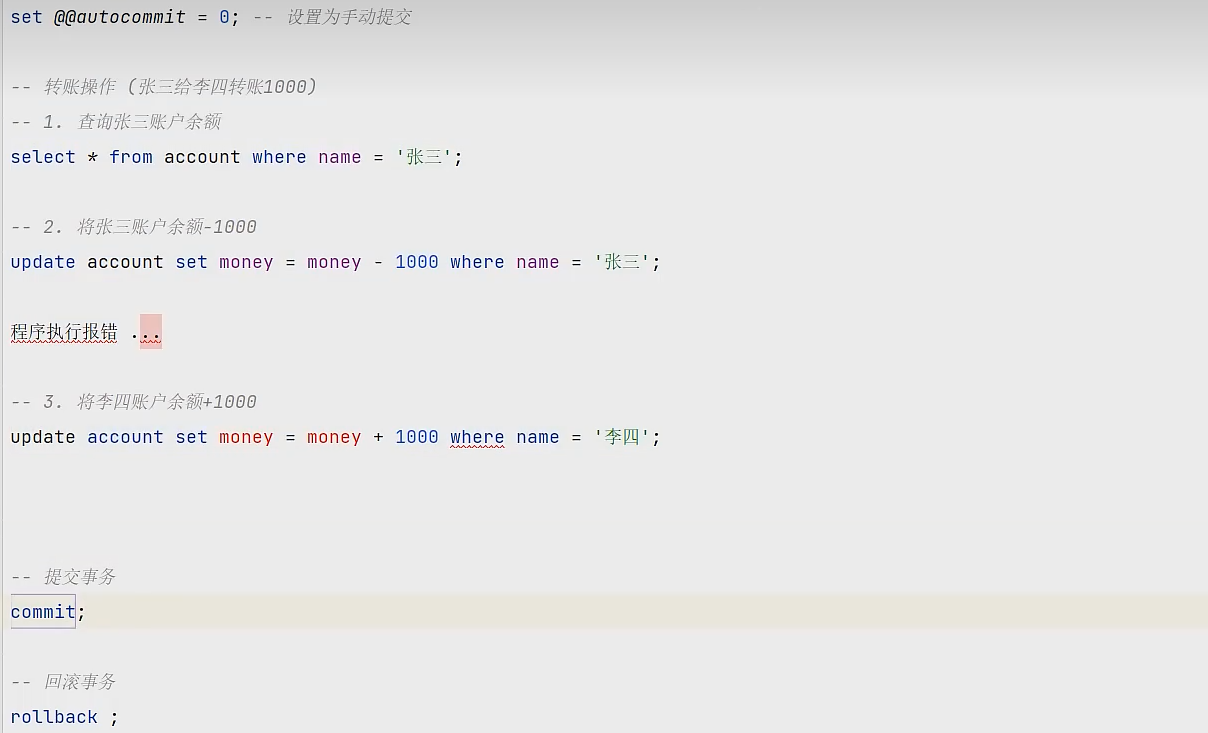 set @@autocommit = 0; -- 设置为手动提交
-- 转账操作 (张三给李四转账1000)
-- 1. 查询张三账户余额
select * from account where name = '张三';
-- 2. 将张三账户余额-1000
update account set money = money - 1000 where name = '张三';
程序执行报错 ...
-- 3. 将李四账户余额+1000
update account set money = money + 1000 where name = '李四';
-- 提交事务
commit;
-- 回滚事务
rollback ;